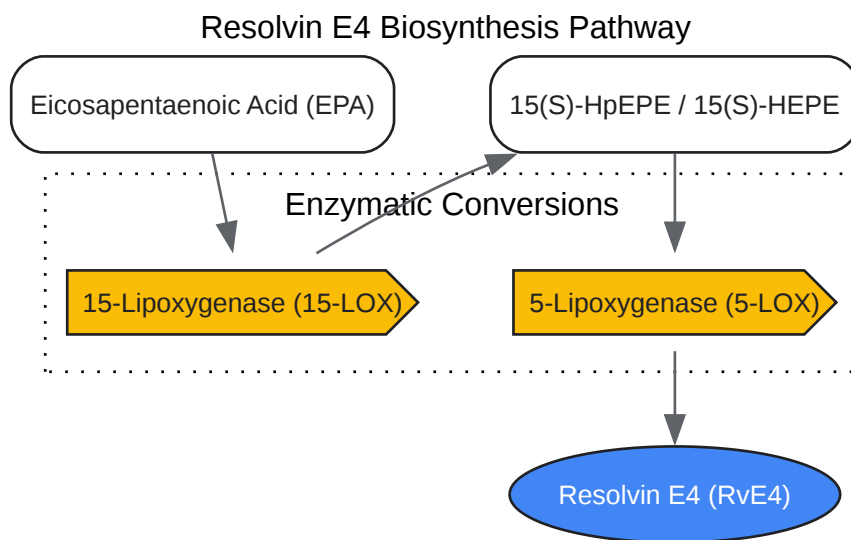 Resolvin E4 Biosynthesis Pathway
Eicosapentaenoic Acid (EPA)
15(S)-HpEPE / 15(S)-HEPE
Enzymatic Conversions
15-Lipoxygenase (15-LOX)
5-Lipoxygenase (5-LOX)
Resolvin E4 (RvE4)